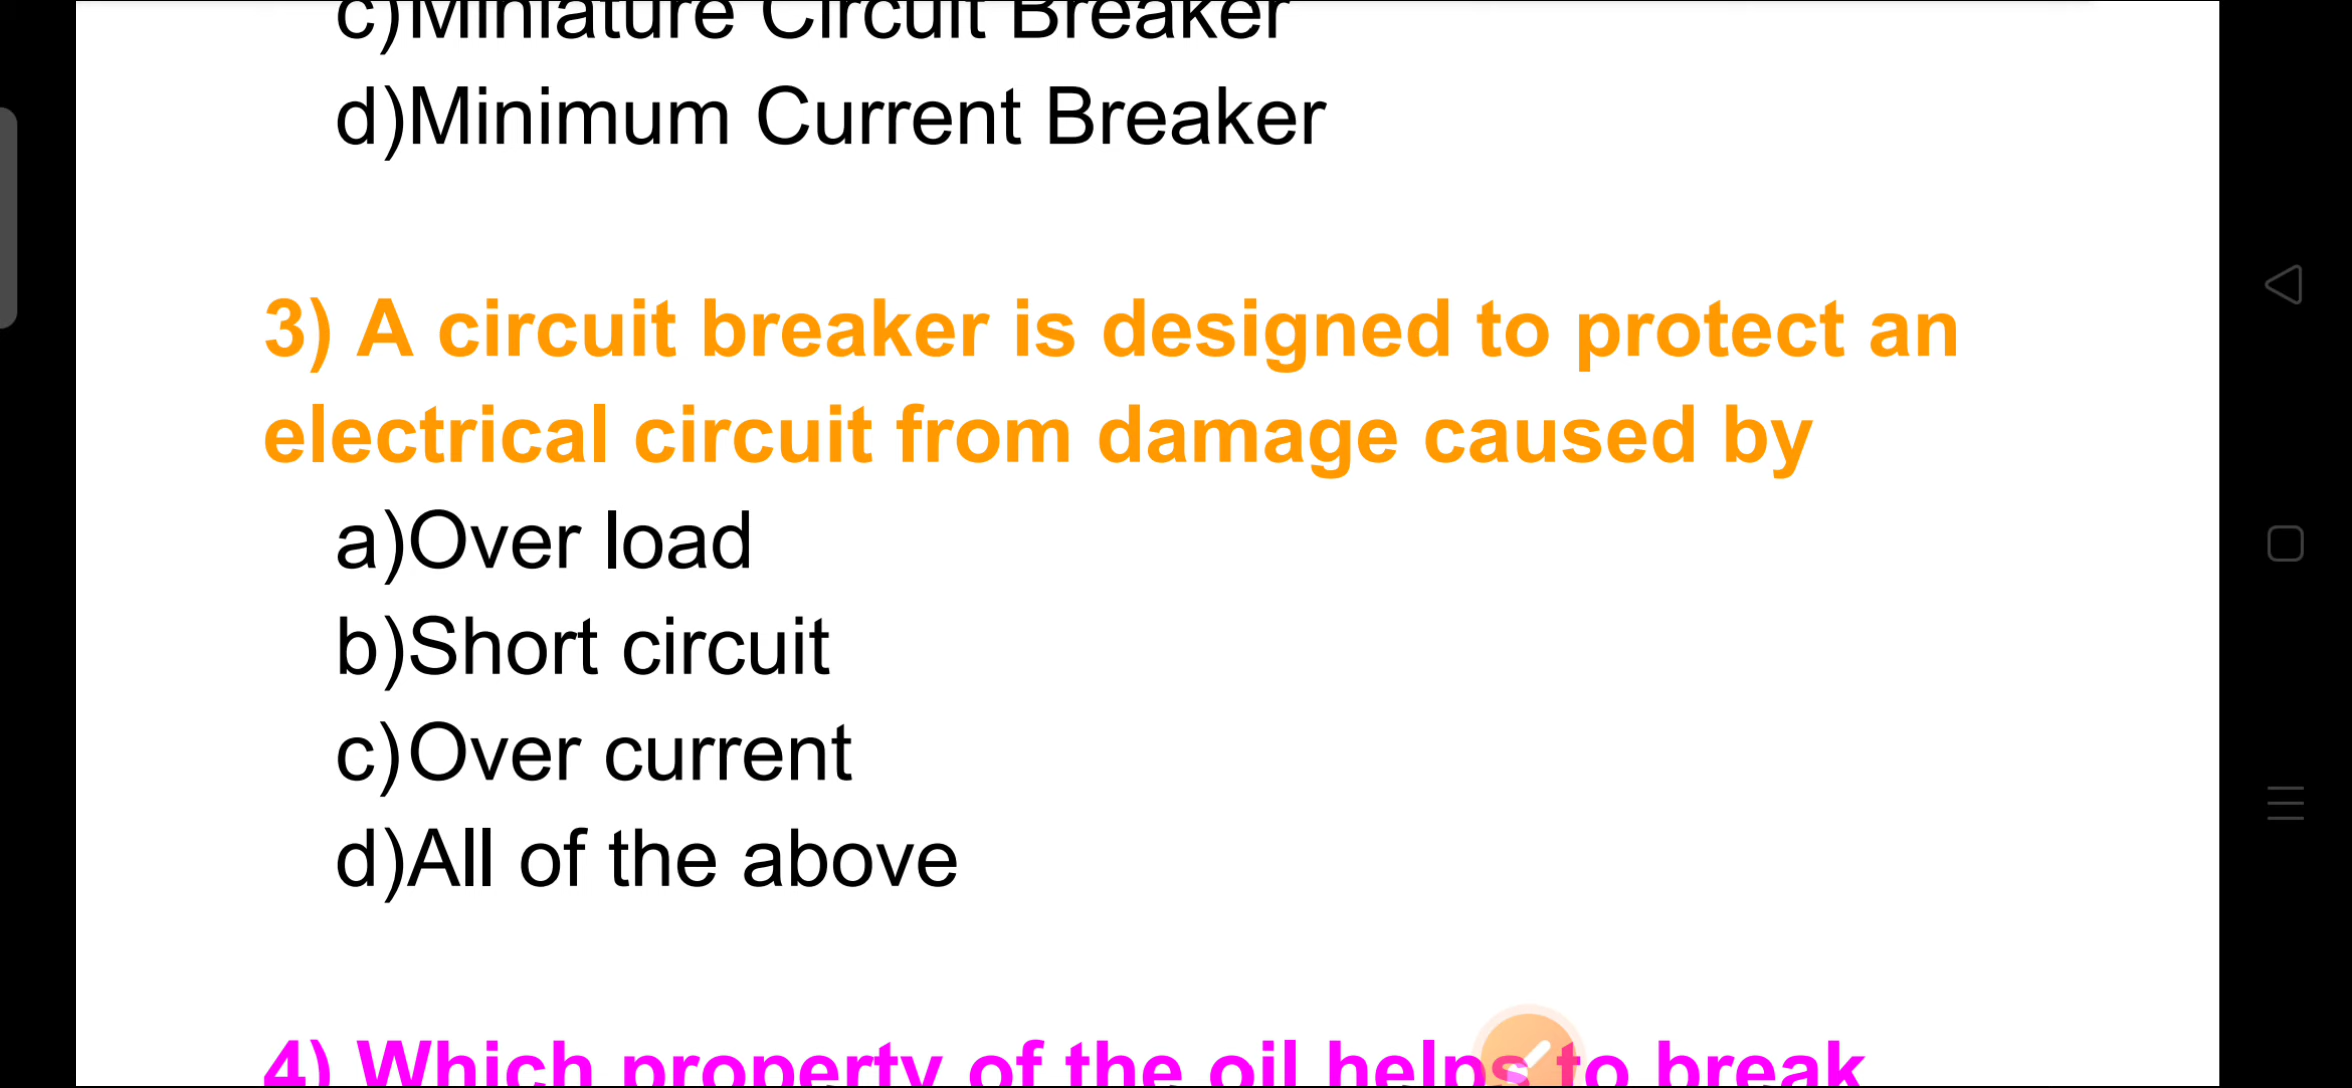 c)Miniature Circuit Breaker
d)Minimum Current Breaker
3) A circuit breaker is designed to protect an
electrical circuit from damage caused by
a)Over load
b)Short circuit
c)Over current
d)All of the above
4) Which property of the oil helps to break